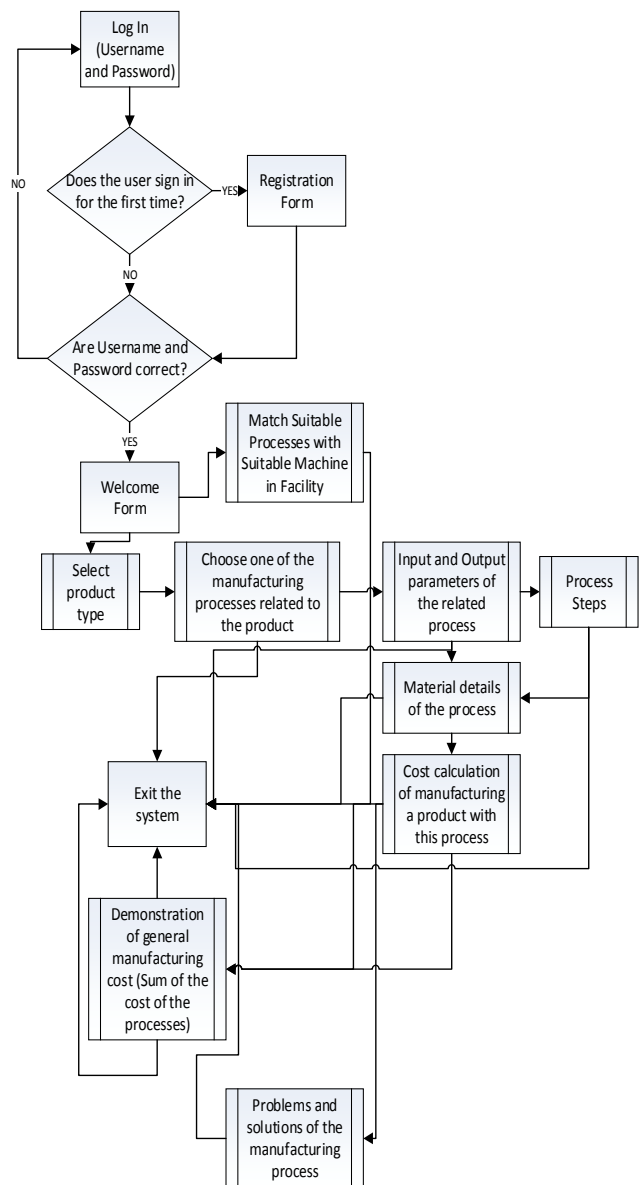 Log In
(Username
and Password)
Does the user sign in
for the first time?
YES
Registration
Form
NO
NO
Are Username and
Password correct?
YES
Welcome
Form
Match Suitable
Processes with
Suitable Machine
in Facility
Select
product
type
Choose one of the
manufacturing
processes related to
the product
Input and Output
parameters of
the related
process
Process
Steps
Material details
of the process
Exit the
system
Cost calculation
of manufacturing
a product with
this process
Demonstration
of general
manufacturing
cost (Sum of the
cost of the
processes)
Problems and
solutions of the
manufacturing
process